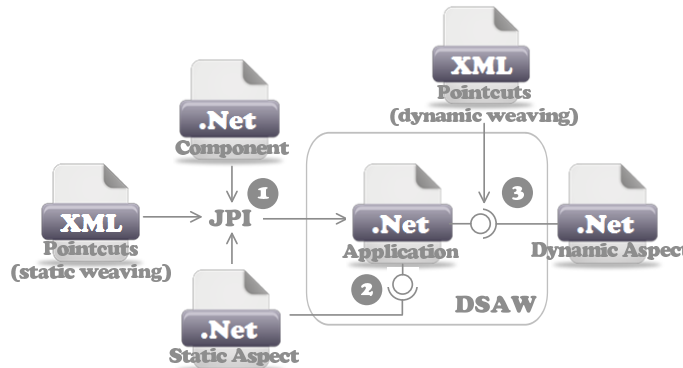 XML
Pointcuts
(dynamic weaving)
.Net
Component
1
XML
Pointcuts
(static weaving)
JPI
.Net
Application
3
.Net
Dynamic Aspect
2
DSAW
.Net
Static Aspect